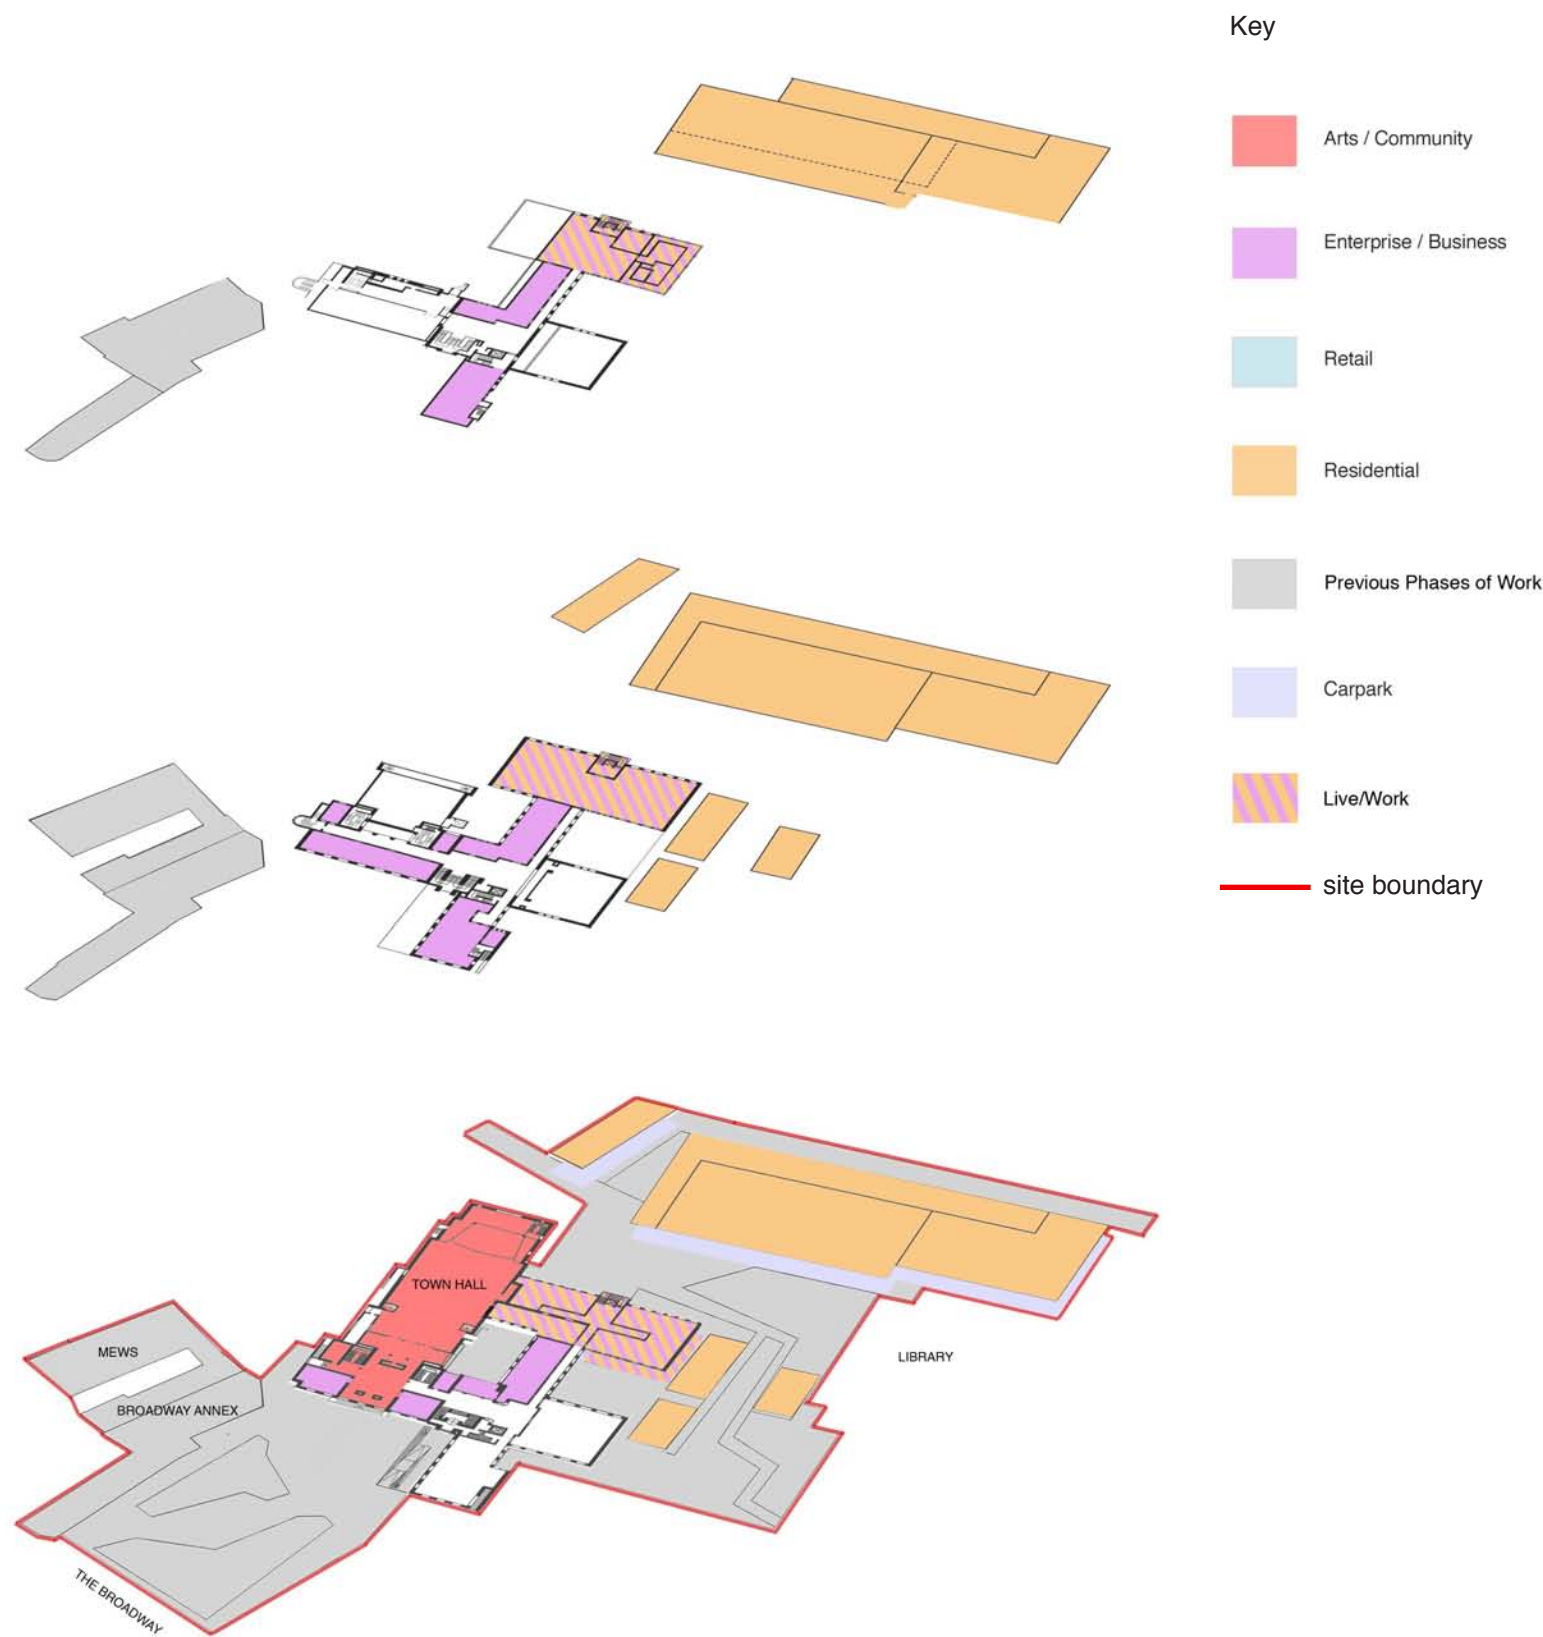 Key
Arts / Community
Enterprise / Business
Retail
Residential
Previous Phases of Work
Carpark
Live/Work
site boundary
TOWN HALL
MEWS
LIBRARY
BROADWAY ANNEX
THE BROADWAY